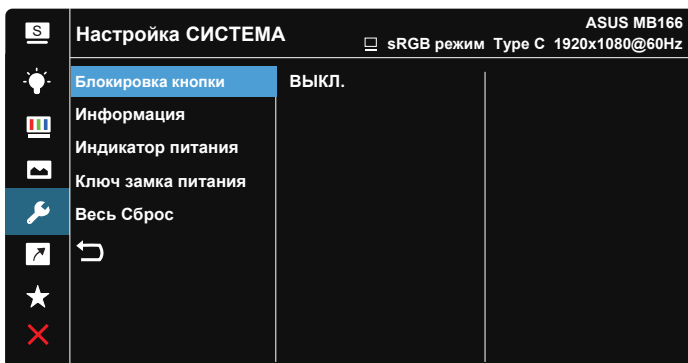 S
Настройка СИСТЕМА
ASUS MB166
sRGB режим Type C 1920x1080@60Hz
Блокировка кнопки
ВЫКЛ.
Информация
Индикатор питания
Ключ замка питания
Весь Сброс